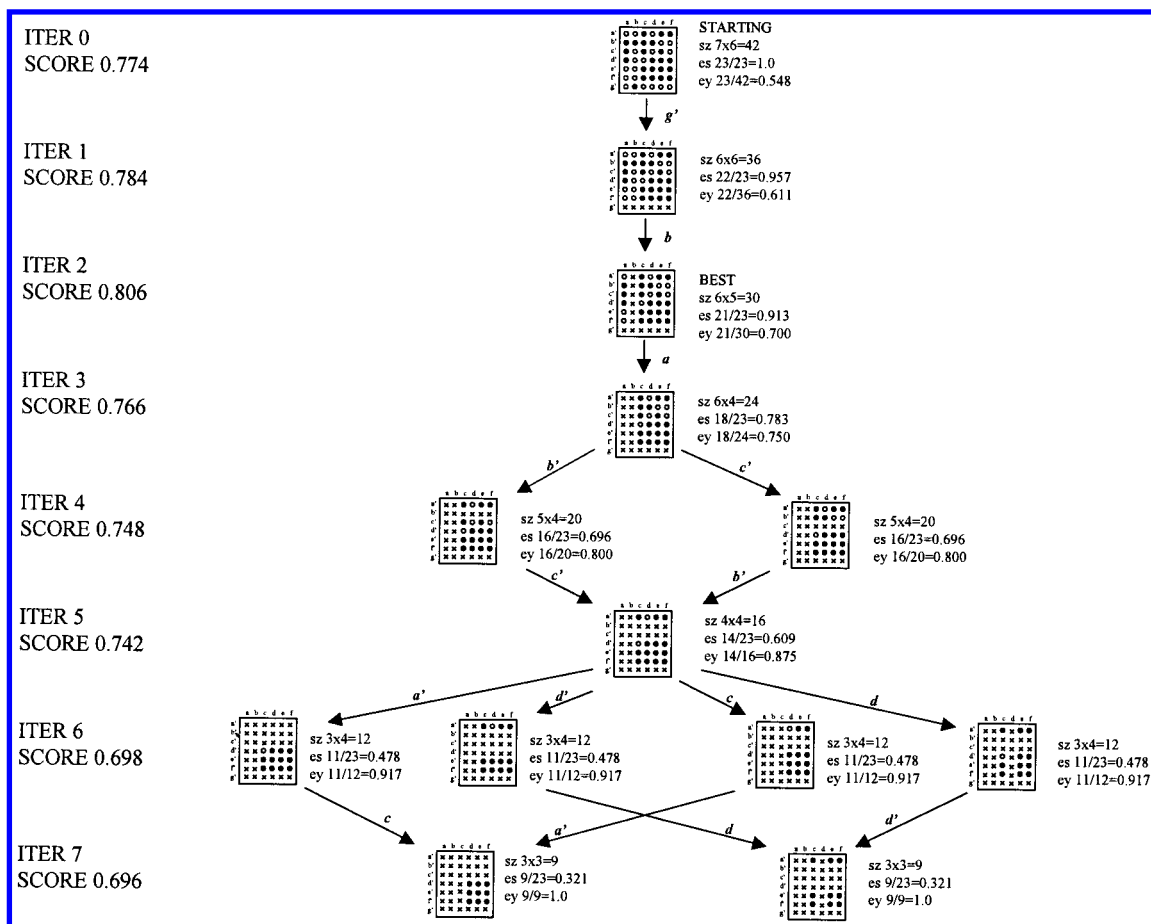 ITER 0
SCORE 0.774
a b c d e f
a'
b'
c'
d'
e'
f'
g'
STARTING
sz 7x6=42
es 23/23=1.0
ey 23/42=0.548
g'
ITER 1
SCORE 0.784
a b c d e f
a'
b'
c'
d'
e'
f'
g'
sz 6x6=36
es 22/23=0.957
ey 22/36=0.611
b
ITER 2
SCORE 0.806
a b c d e f
a'
b'
c'
d'
e'
f'
g'
BEST
sz 6x5=30
es 21/23=0.913
ey 21/30=0.700
a
ITER 3
SCORE 0.766
a b c d e f
a'
b'
c'
d'
e'
f'
g'
sz 6x4=24
es 18/23=0.783
ey 18/24=0.750
b'
c'
ITER 4
SCORE 0.748
a b c d e f
a'
b'
c'
d'
e'
f'
g'
sz 5x4=20
es 16/23=0.696
ey 16/20=0.800
a b c d e f
a'
b'
c'
d'
e'
f'
g'
sz 5x4=20
es 16/23=0.696
ey 16/20=0.800
c'
b'
ITER 5
SCORE 0.742
a b c d e f
a'
b'
c'
d'
e'
f'
g'
sz 4x4=16
es 14/23=0.609
ey 14/16=0.875
a'
d'
c
d
ITER 6
SCORE 0.698
a b c d e f
a'
b'
c'
d'
e'
f'
g'
sz 3x4=12
es 11/23=0.478
ey 11/12=0.917
a b c d e f
a'
b'
c'
d'
e'
f'
g'
sz 3x4=12
es 11/23=0.478
ey 11/12=0.917
a b c d e f
a'
b'
c'
d'
e'
f'
g'
sz 3x4=12
es 11/23=0.478
ey 11/12=0.917
a b c d e f
a'
b'
c'
d'
e'
f'
g'
sz 3x4=12
es 11/23=0.478
ey 11/12=0.917
c
a'
d
d'
ITER 7
SCORE 0.696
a b c d e f
a'
b'
c'
d'
e'
f'
g'
sz 3x3=9
es 9/23=0.321
ey 9/9=1.0
a b c d e f
a'
b'
c'
d'
e'
f'
g'
sz 3x3=9
es 9/23=0.321
ey 9/9=1.0